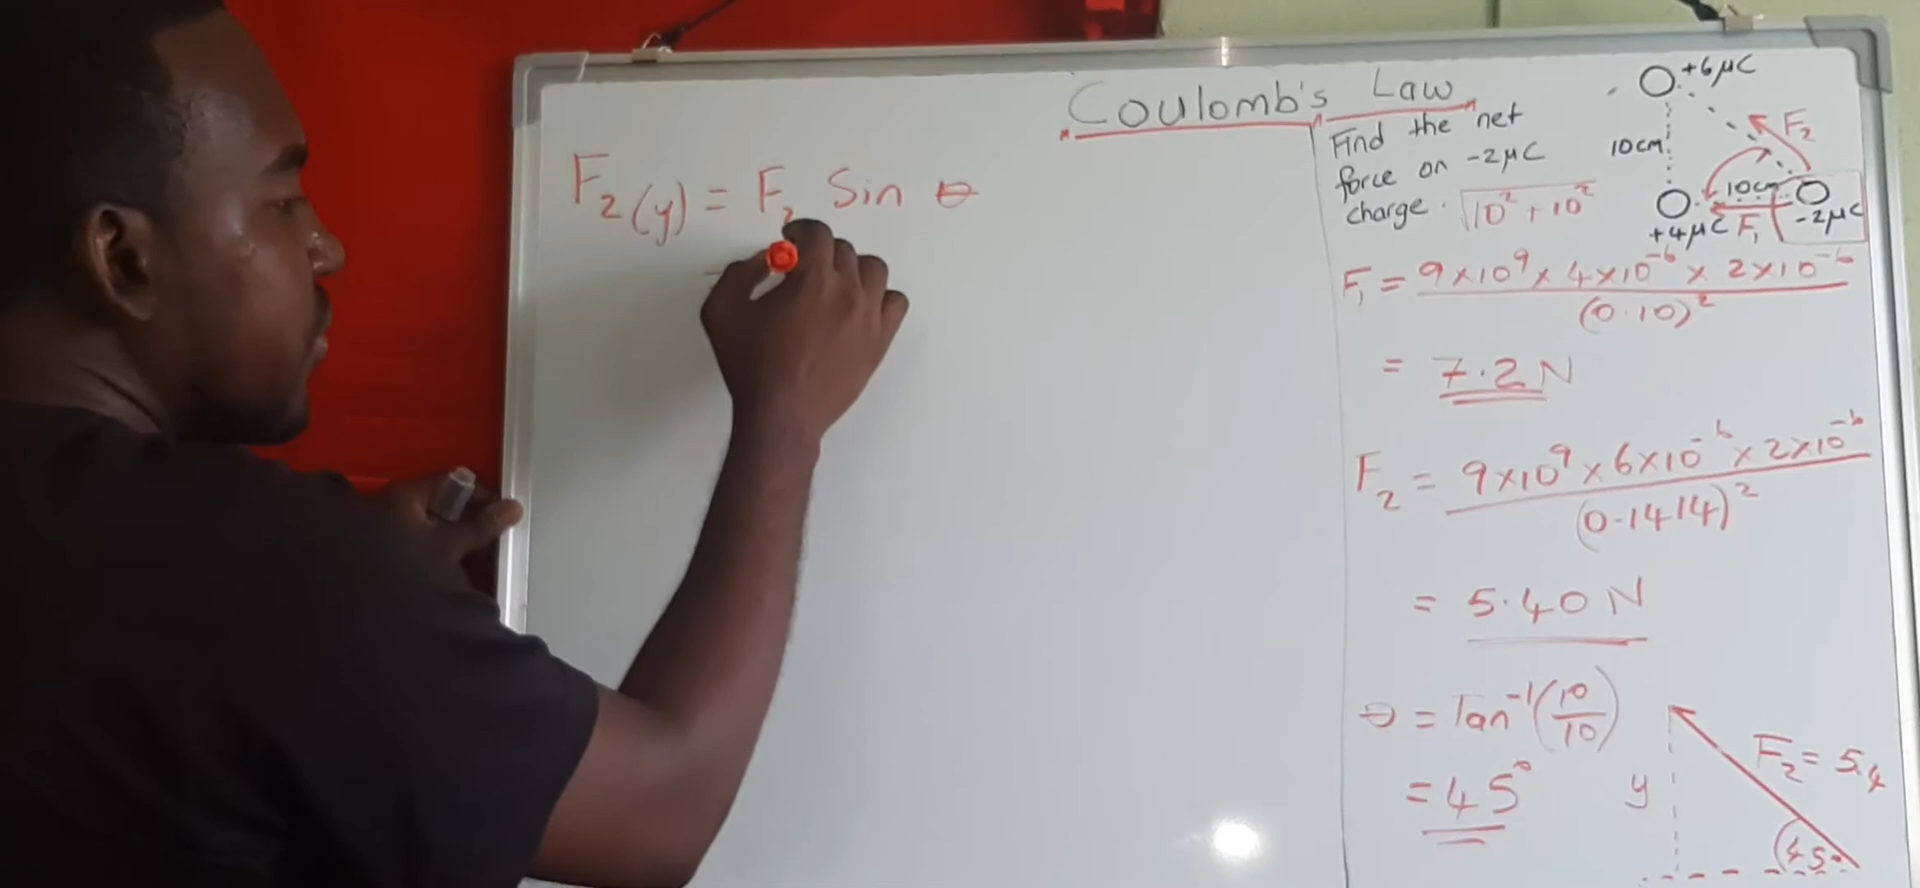 Coulomb's Law
F₂(y) = F₂ Sin θ
Find the net
force on -2μC
charge. √10² + 10²
+6μC
10cm
F₂
10cm
+4μC
F₁
-2μC
F₁ = 9×10⁹ × 4×10⁻⁶ × 2×10⁻⁶
(0.10)²
= 7.2N
F₂ = 9×10⁹ × 6×10⁻⁶ × 2×10⁻⁶
(0.1414)²
= 5.40 N
θ = Tan⁻¹(10/10)
= 45°
F₂ = 5.4
y
45°